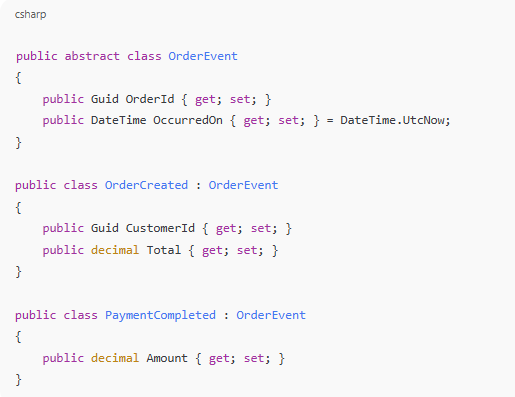 csharp
public abstract class OrderEvent
{
    public Guid OrderId { get; set; }
    public DateTime OccurredOn { get; set; } = DateTime.UtcNow;
}
public class OrderCreated : OrderEvent
{
    public Guid CustomerId { get; set; }
    public decimal Total { get; set; }
}
public class PaymentCompleted : OrderEvent
{
    public decimal Amount { get; set; }
}